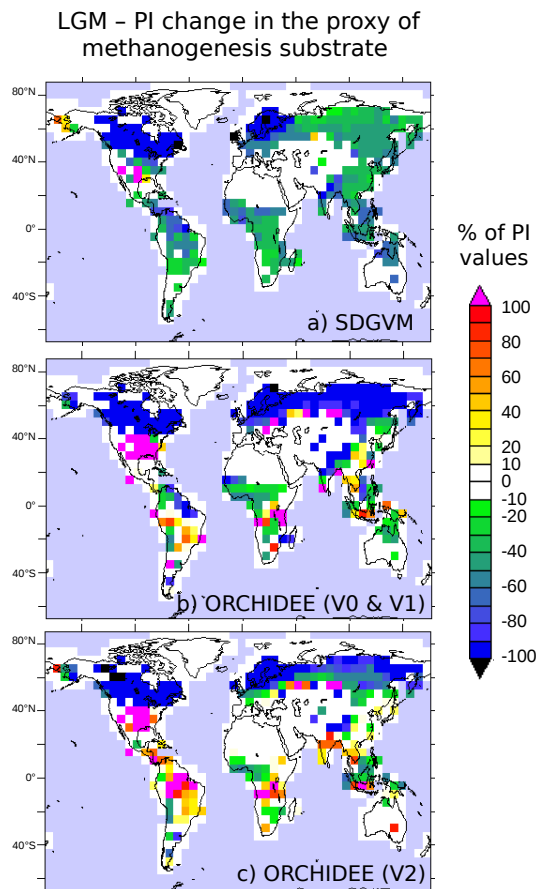 LGM – PI change in the proxy of
methanogenesis substrate
80°N
40°N
0°
40°S
a) SDGVM
80°N
40°N
0°
40°S
b) ORCHIDEE (V0 & V1)
80°N
40°N
0°
40°S
c) ORCHIDEE (V2)
% of PI
values
100
80
60
40
20
10
0
-10
-20
-40
-60
-80
-100